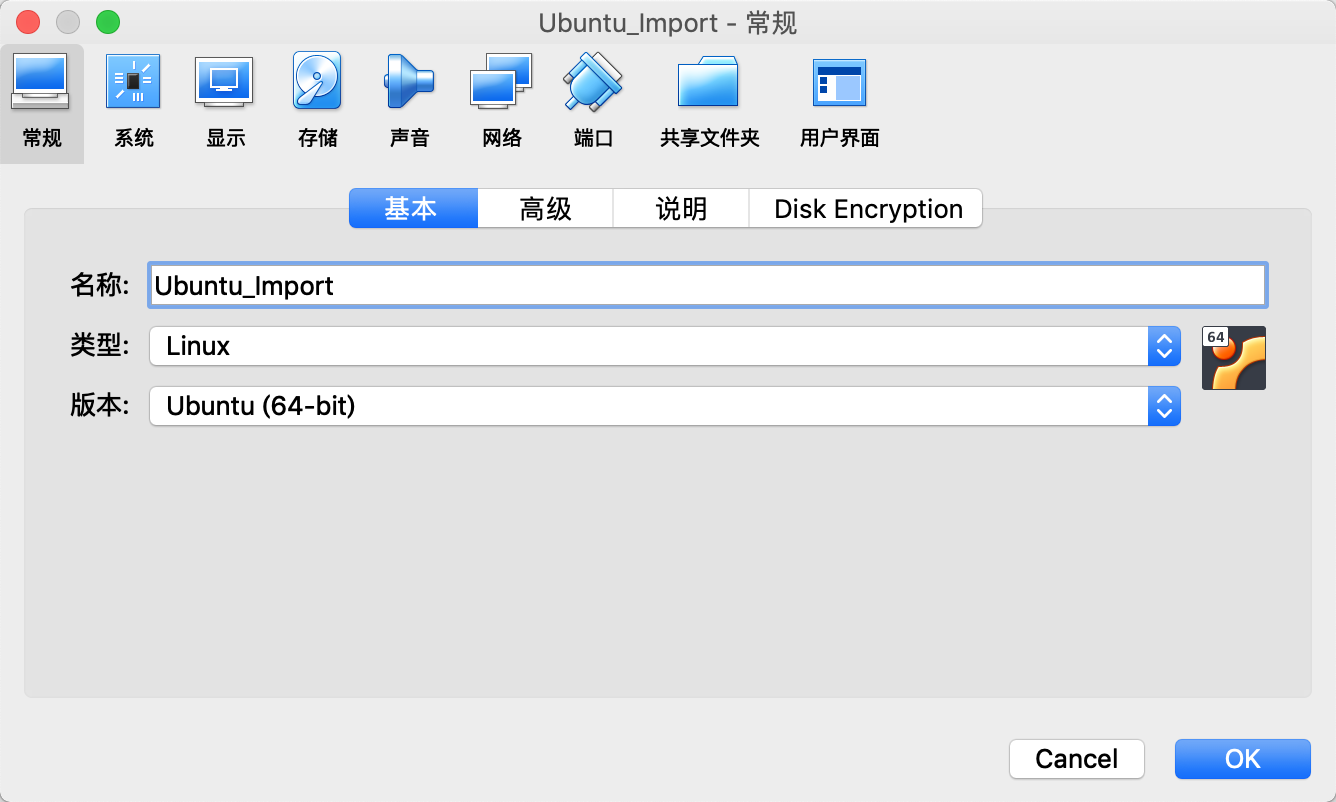 Ubuntu_Import - 常规
常规 系统 显示 存储 声音 网络 端口 共享文件夹 用户界面
基本 高级 说明 Disk Encryption
名称: Ubuntu_Import
类型: Linux
64
版本: Ubuntu (64-bit)
Cancel OK